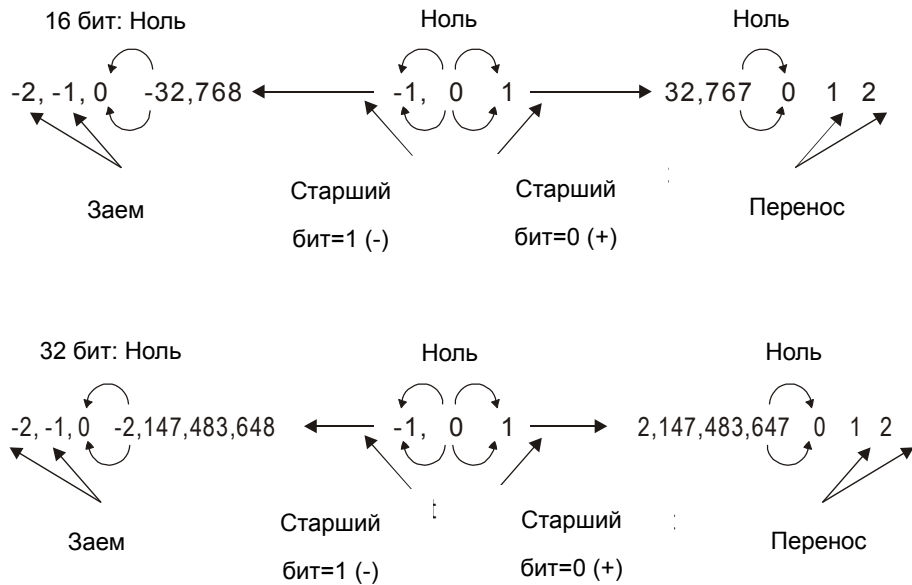 16 бит: Ноль Ноль Ноль
-2, -1, 0 -32,768 -1, 0 1 32,767 0 1 2
Заем Старший Старший Перенос
бит=1 (-) бит=0 (+)
32 бит: Ноль Ноль Ноль
-2, -1, 0 -2,147,483,648 -1, 0 1 2,147,483,647 0 1 2
Заем Старший Старший Перенос
бит=1 (-) бит=0 (+)